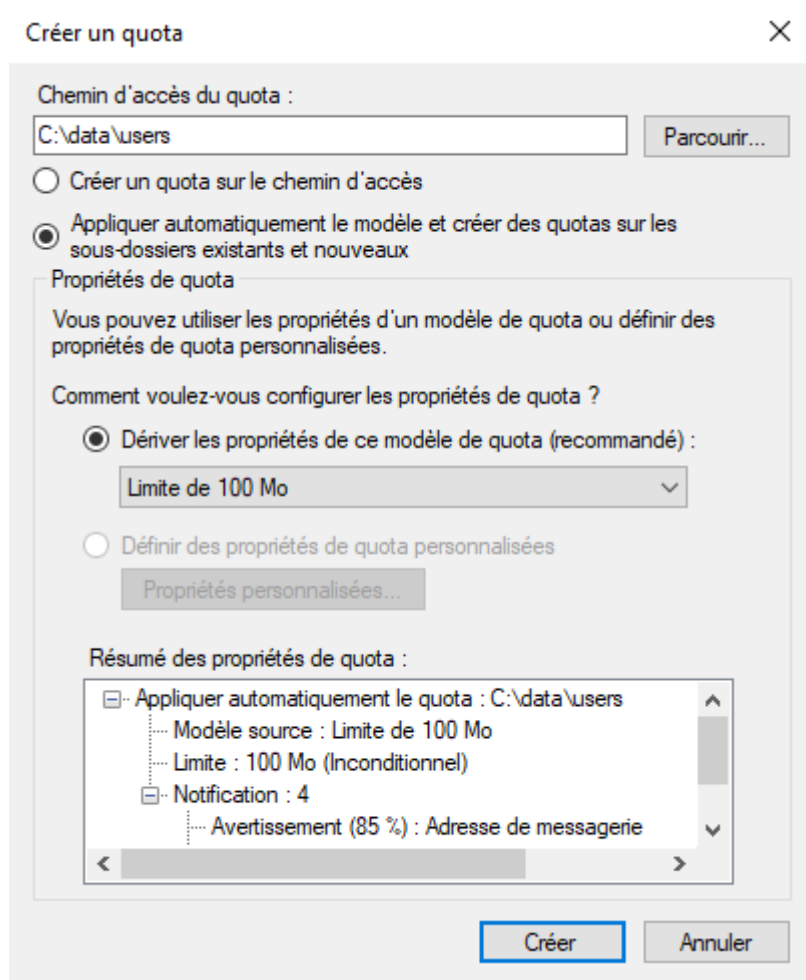 Créer un quota
Chemin d'accès du quota :
C:\data\users
Parcourir...
Créer un quota sur le chemin d'accès
Appliquer automatiquement le modèle et créer des quotas sur les
sous-dossiers existants et nouveaux
Propriétés de quota
Vous pouvez utiliser les propriétés d'un modèle de quota ou définir des
propriétés de quota personnalisées.
Comment voulez-vous configurer les propriétés de quota ?
Dériver les propriétés de ce modèle de quota (recommandé) :
Limite de 100 Mo
Définir des propriétés de quota personnalisées
Propriétés personnalisées...
Résumé des propriétés de quota :
Appliquer automatiquement le quota : C:\data\users
Modèle source : Limite de 100 Mo
Limite : 100 Mo (Inconditionnel)
Notification : 4
Avertissement (85 %) : Adresse de messagerie
Créer
Annuler